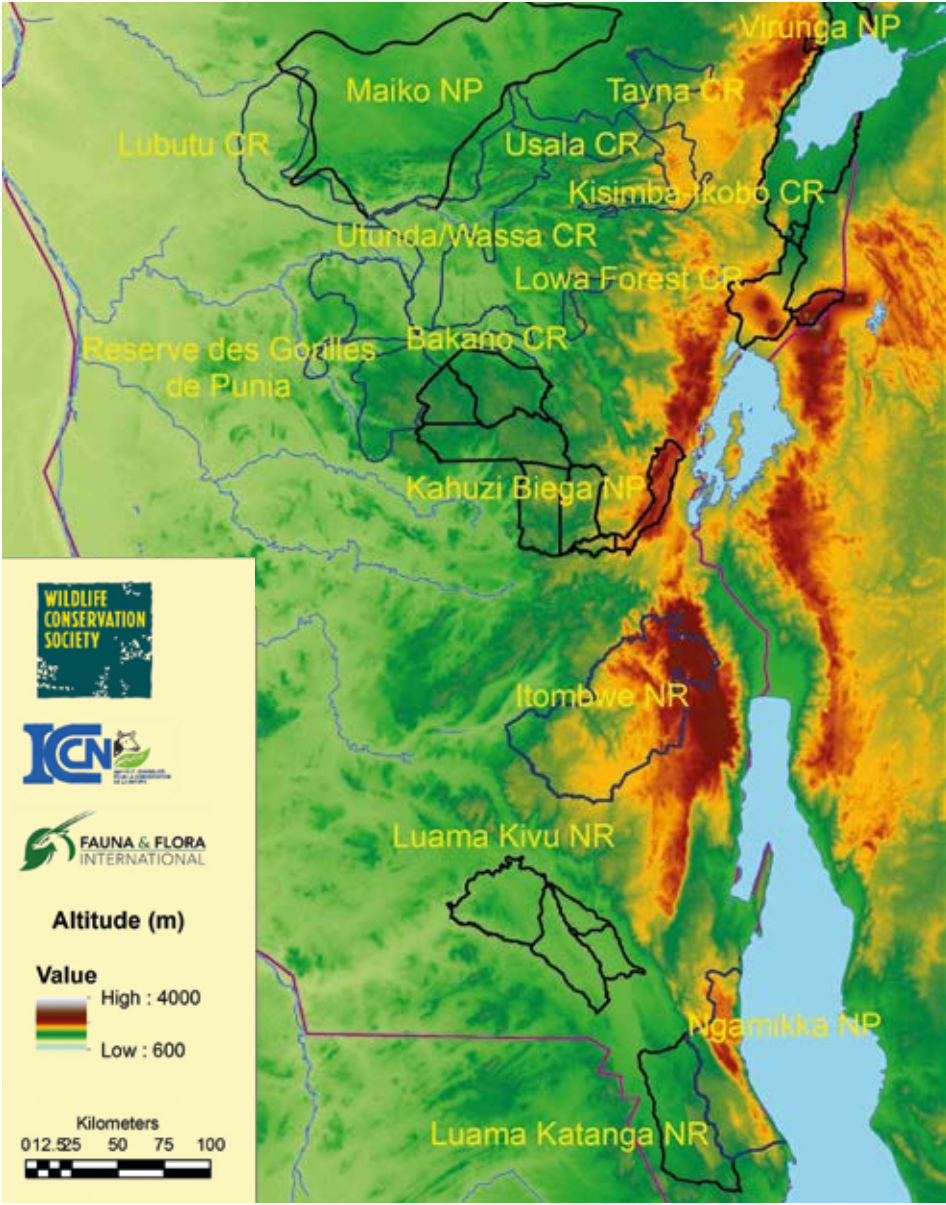 Virunga NP
Maiko NP
Tayna CR
Lubutu CR
Usala CR
Kisimba-Ikobo CR
Utunda/Wassa CR
Lowa Forest CR
Bakano CR
Reserve des Gorilles
de Punia
Kahuzi Biega NP
WILDLIFE
CONSERVATION
SOCIETY
Itombwe NR
ICCN
FAUNA & FLORA
INTERNATIONAL
Luama Kivu NR
Altitude (m)
Value
High : 4000
Low : 600
Ngamikka NP
Luama Katanga NR
Kilometers
0 12.5 25 50 75 100